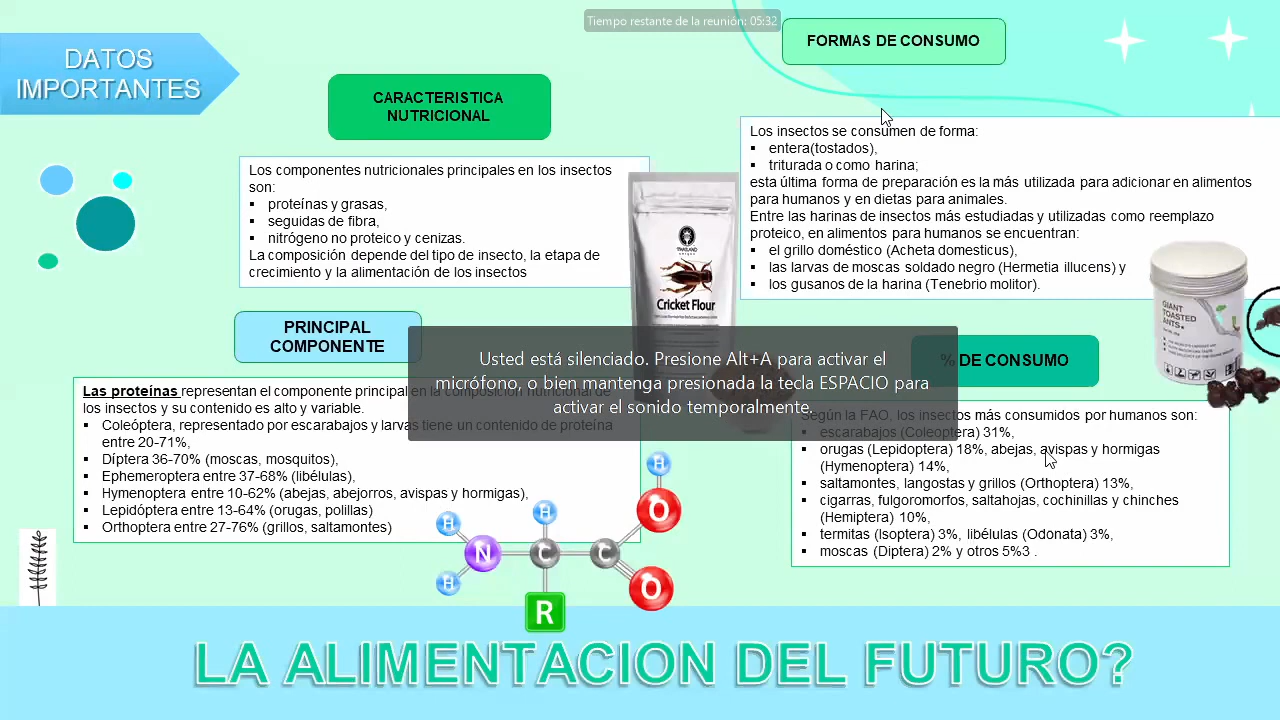 Tiempo restante de la reunión: 05:32
DATOS
IMPORTANTES
CARACTERISTICA
NUTRICIONAL
Los componentes nutricionales principales en los insectos
son:
▪ proteínas y grasas,
▪ seguidas de fibra,
▪ nitrógeno no proteico y cenizas.
La composición depende del tipo de insecto, la etapa de
crecimiento y la alimentación de los insectos
FORMAS DE CONSUMO
Los insectos se consumen de forma:
▪ entera(tostados),
▪ triturada o como harina;
esta última forma de preparación es la más utilizada para adicionar en alimentos
para humanos y en dietas para animales.
Entre las harinas de insectos más estudiadas y utilizadas como reemplazo
proteico, en alimentos para humanos se encuentran:
▪ el grillo doméstico (Acheta domesticus),
▪ las larvas de moscas soldado negro (Hermetia illucens) y
▪ los gusanos de la harina (Tenebrio molitor).
THAILAND
UNIQUE
Cricket Flour
GIANT
TOASTED
ANTS
PRINCIPAL
COMPONENTE
Las proteínas representan el componente principal en la composición nutricional de
los insectos y su contenido es alto y variable.
▪ Coleóptera, representado por escarabajos y larvas tiene un contenido de proteína
entre 20-71%,
▪ Díptera 36-70% (moscas, mosquitos),
▪ Ephemeroptera entre 37-68% (libélulas),
▪ Hymenoptera entre 10-62% (abejas, abejorros, avispas y hormigas),
▪ Lepidóptera entre 13-64% (orugas, polillas)
▪ Orthoptera entre 27-76% (grillos, saltamontes)
Usted está silenciado. Presione Alt+A para activar el
micrófono, o bien mantenga presionada la tecla ESPACIO para
activar el sonido temporalmente.
% DE CONSUMO
Según la FAO, los insectos más consumidos por humanos son:
▪ escarabajos (Coleoptera) 31%,
▪ orugas (Lepidoptera) 18%, abejas, avispas y hormigas
(Hymenoptera) 14%,
▪ saltamontes, langostas y grillos (Orthoptera) 13%,
▪ cigarras, fulgoromorfos, saltahojas, cochinillas y chinches
(Hemiptera) 10%,
▪ termitas (Isoptera) 3%, libélulas (Odonata) 3%,
▪ moscas (Diptera) 2% y otros 5%3 .
H
H
H
O
N
C
C
H
O
R
LA ALIMENTACION DEL FUTURO?